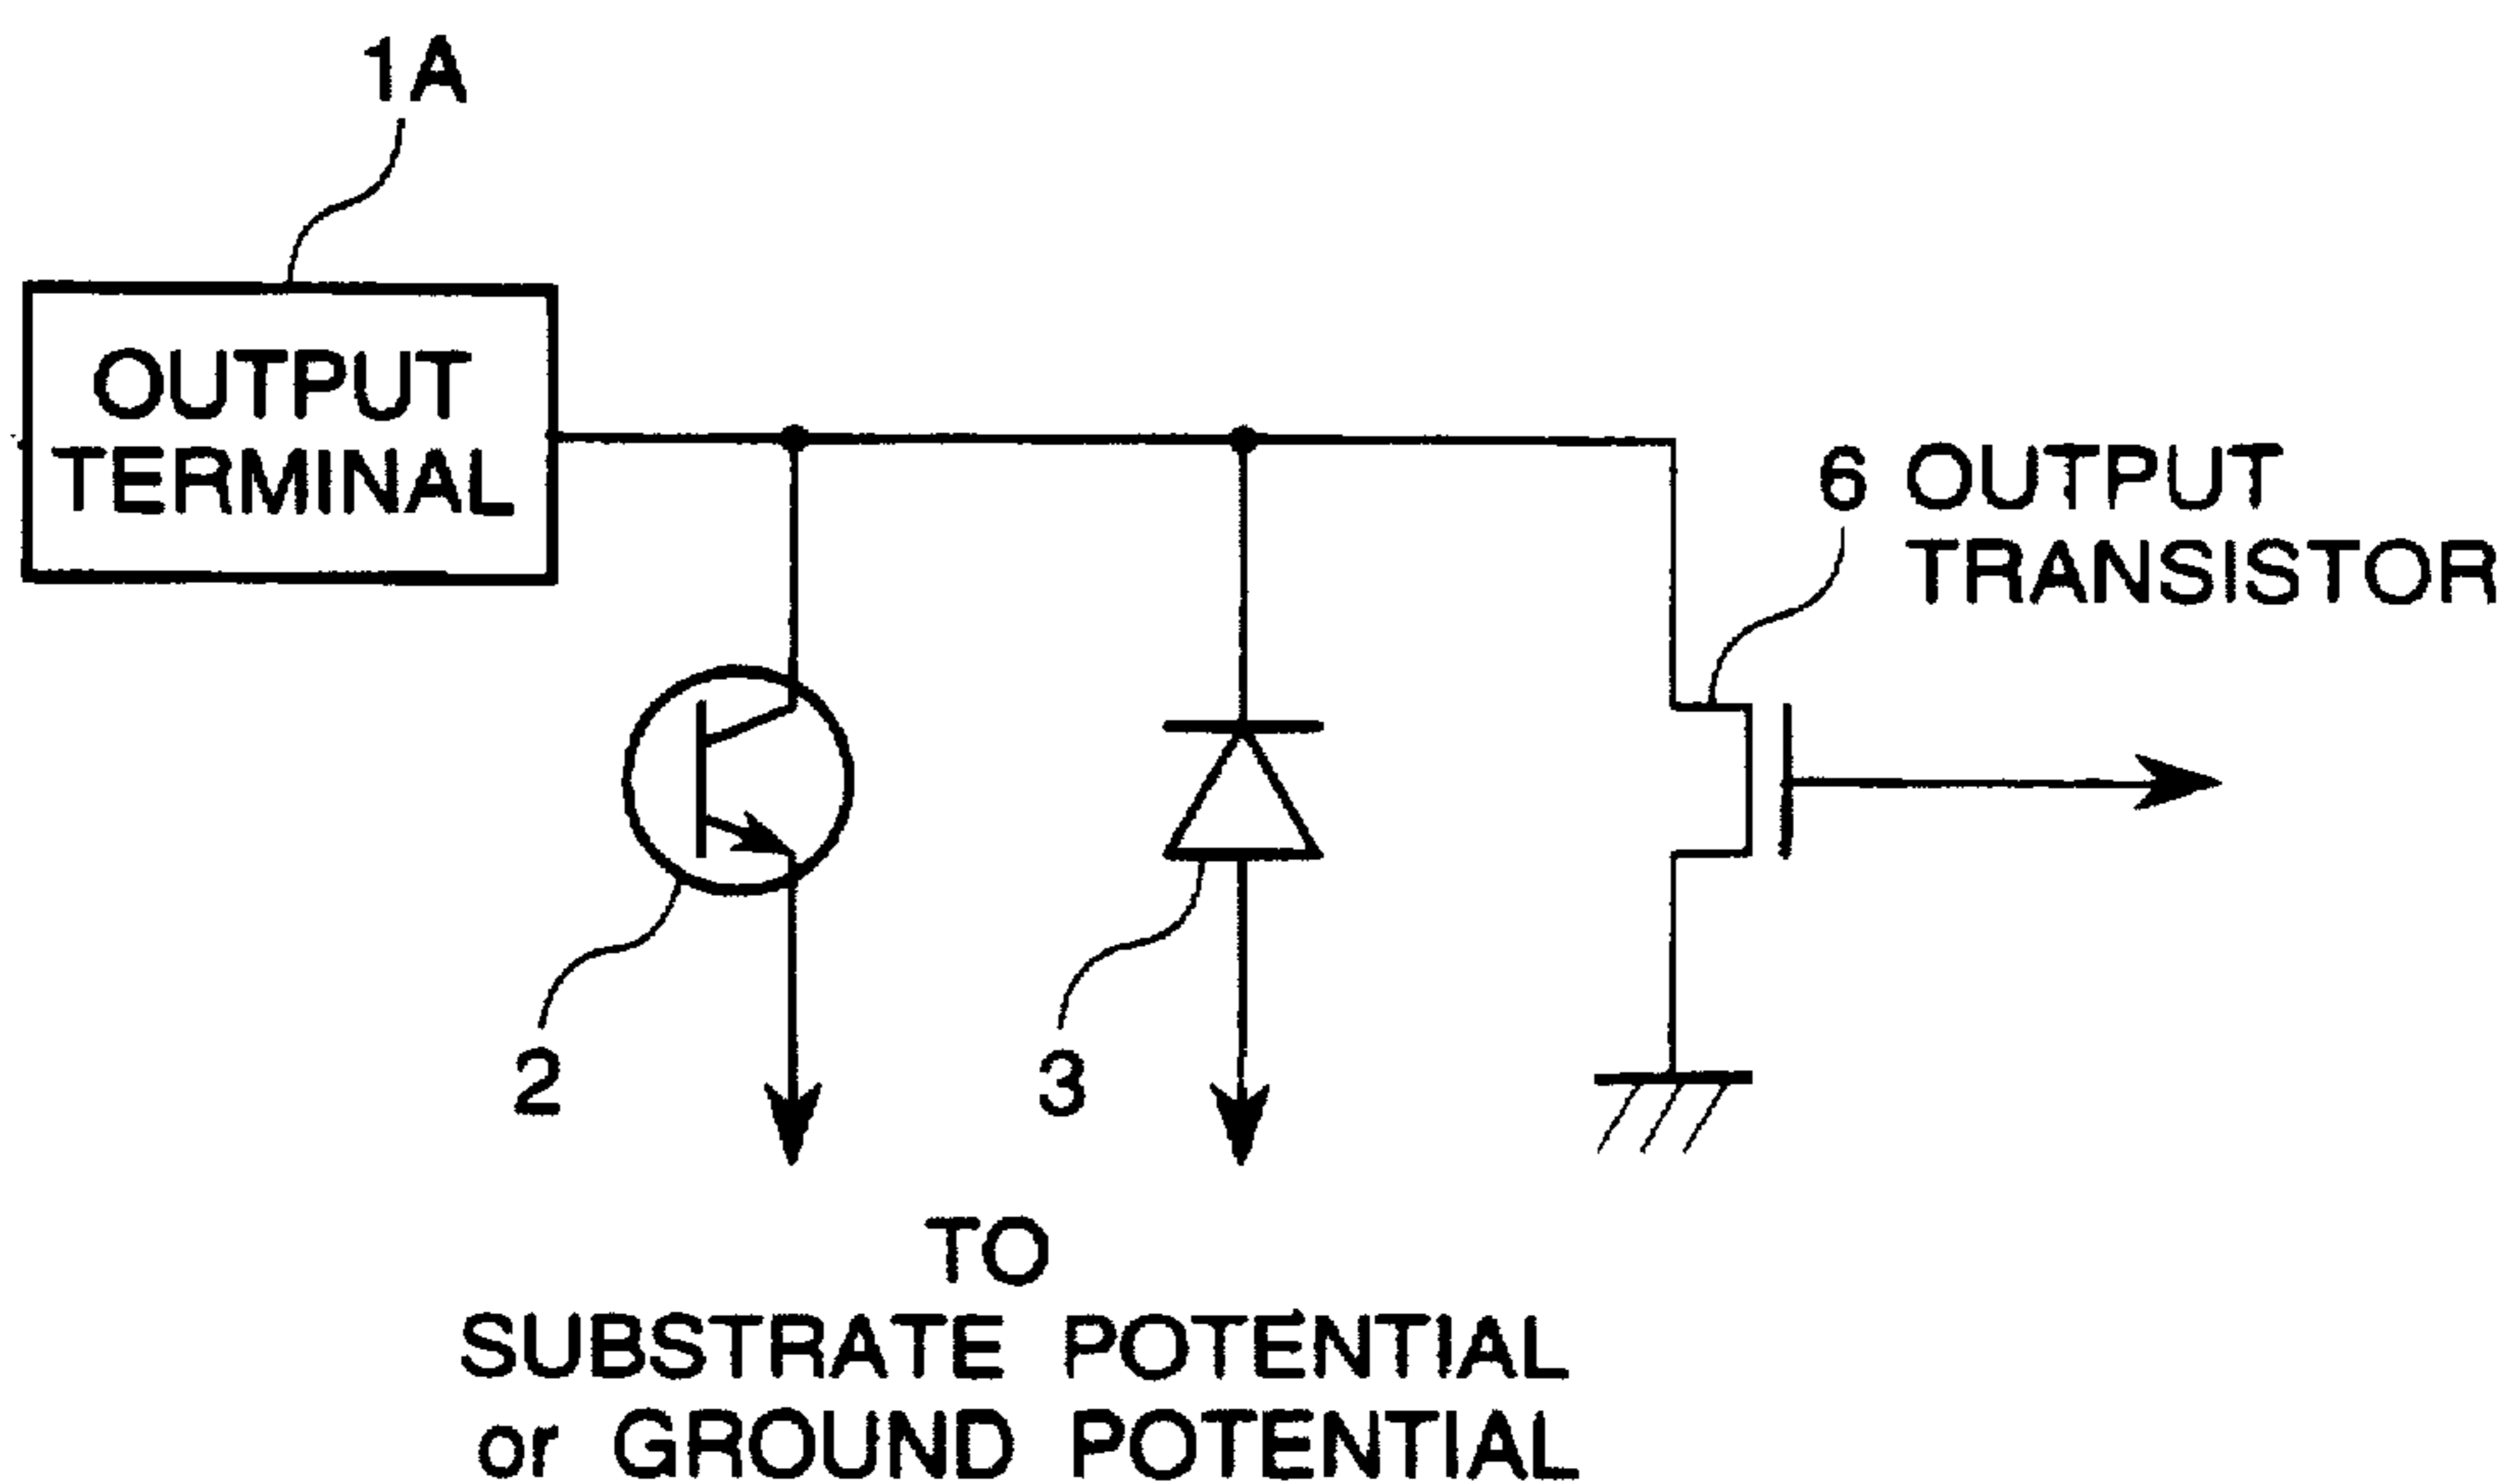 1A
OUTPUT
TERMINAL
6 OUTPUT
TRANSISTOR
2
3
TO
SUBSTRATE POTENTIAL
or GROUND POTENTIAL